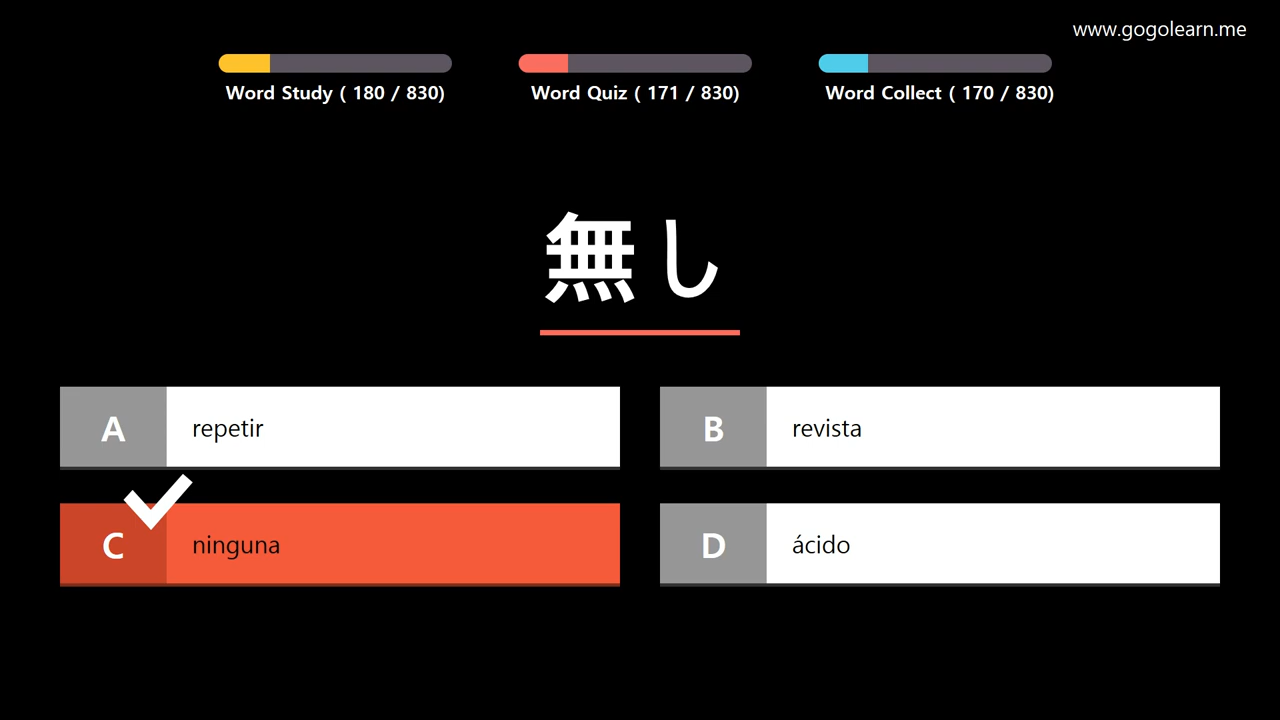 www.gogolearn.me
Word Study ( 180 / 830)
Word Quiz ( 171 / 830)
Word Collect ( 170 / 830)
無し
A repetir
B revista
C ninguna
D ácido